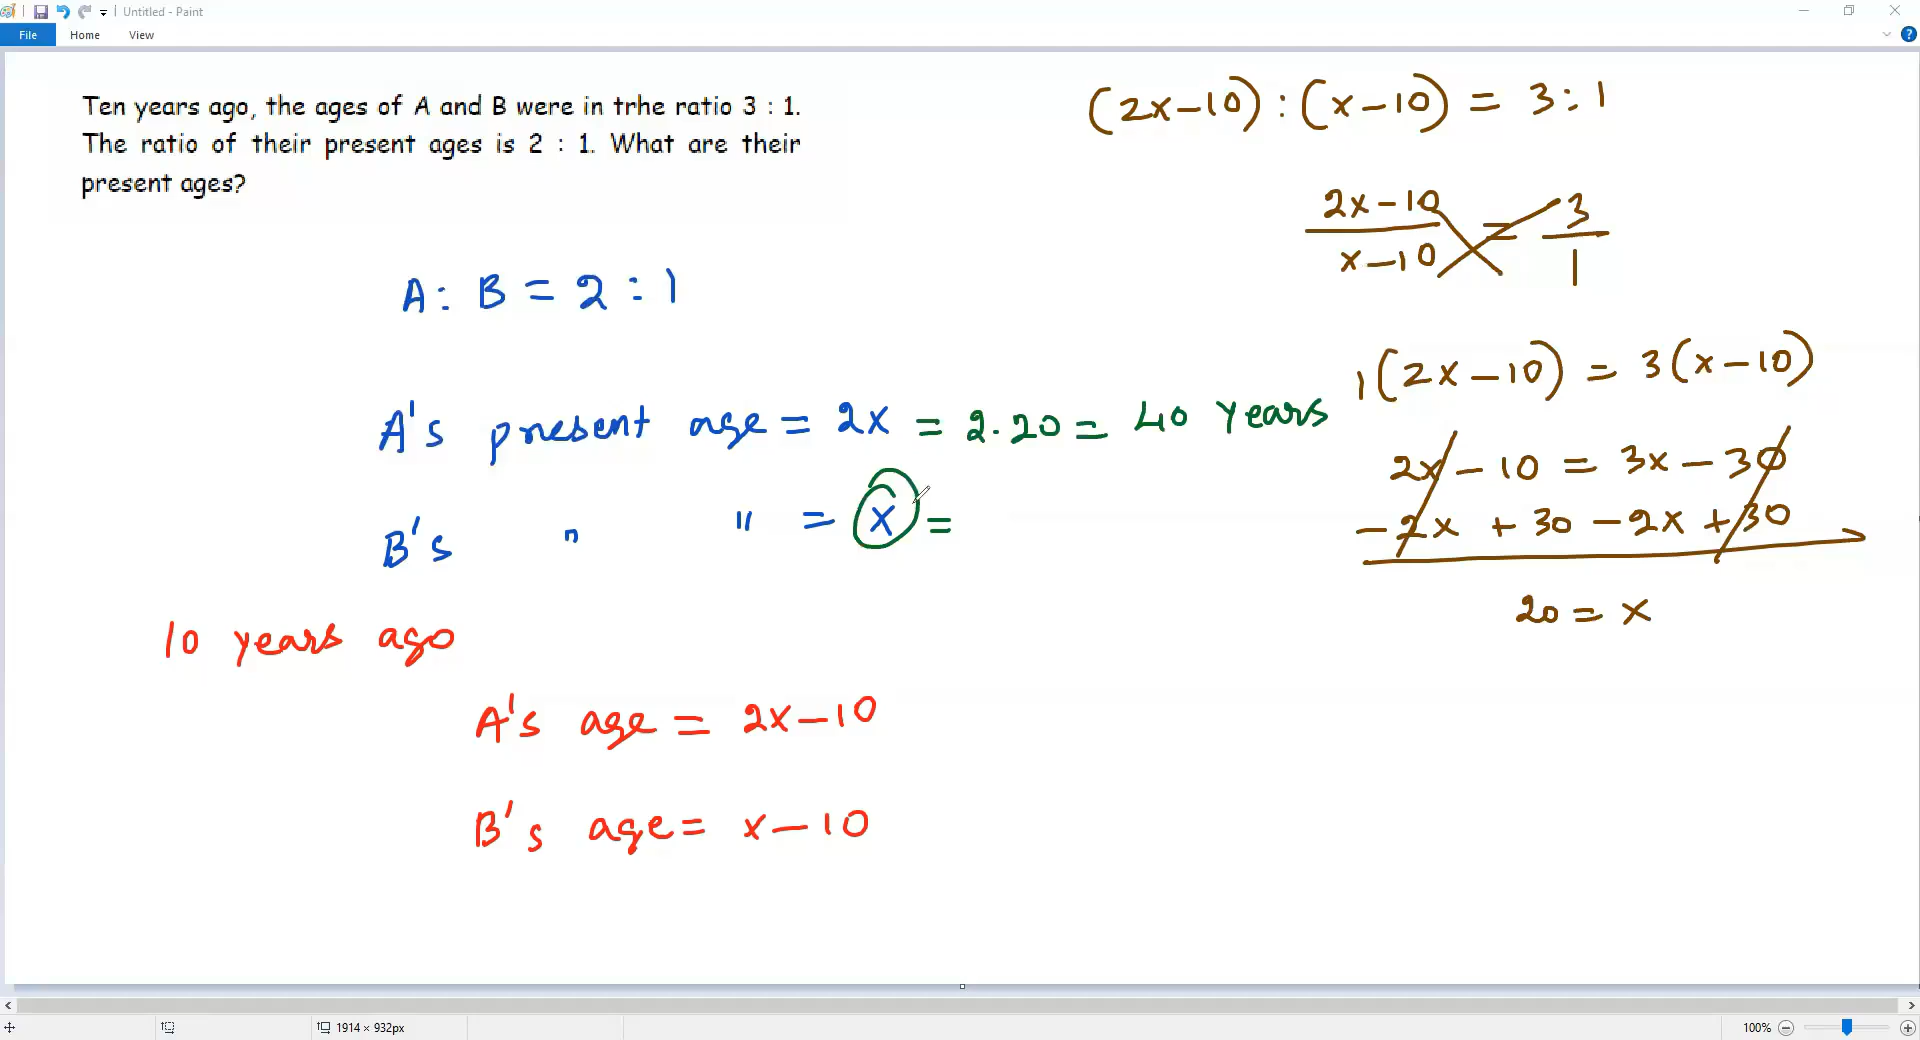 Untitled - Paint
File Home View
Ten years ago, the ages of A and B were in trhe ratio 3 : 1.
The ratio of their present ages is 2 : 1. What are their
present ages?
A : B = 2 : 1
A's present age = 2x = 2.20 = 40 years
B's " " = x =
10 years ago
A's age = 2x - 10
B's age = x - 10
(2x - 10) : (x - 10) = 3 : 1
2x - 10 = 3
x - 10 1
1(2x - 10) = 3(x - 10)
2x - 10 = 3x - 30
- 2x + 30 - 2x + 30
20 = x
1914 × 932px
100%